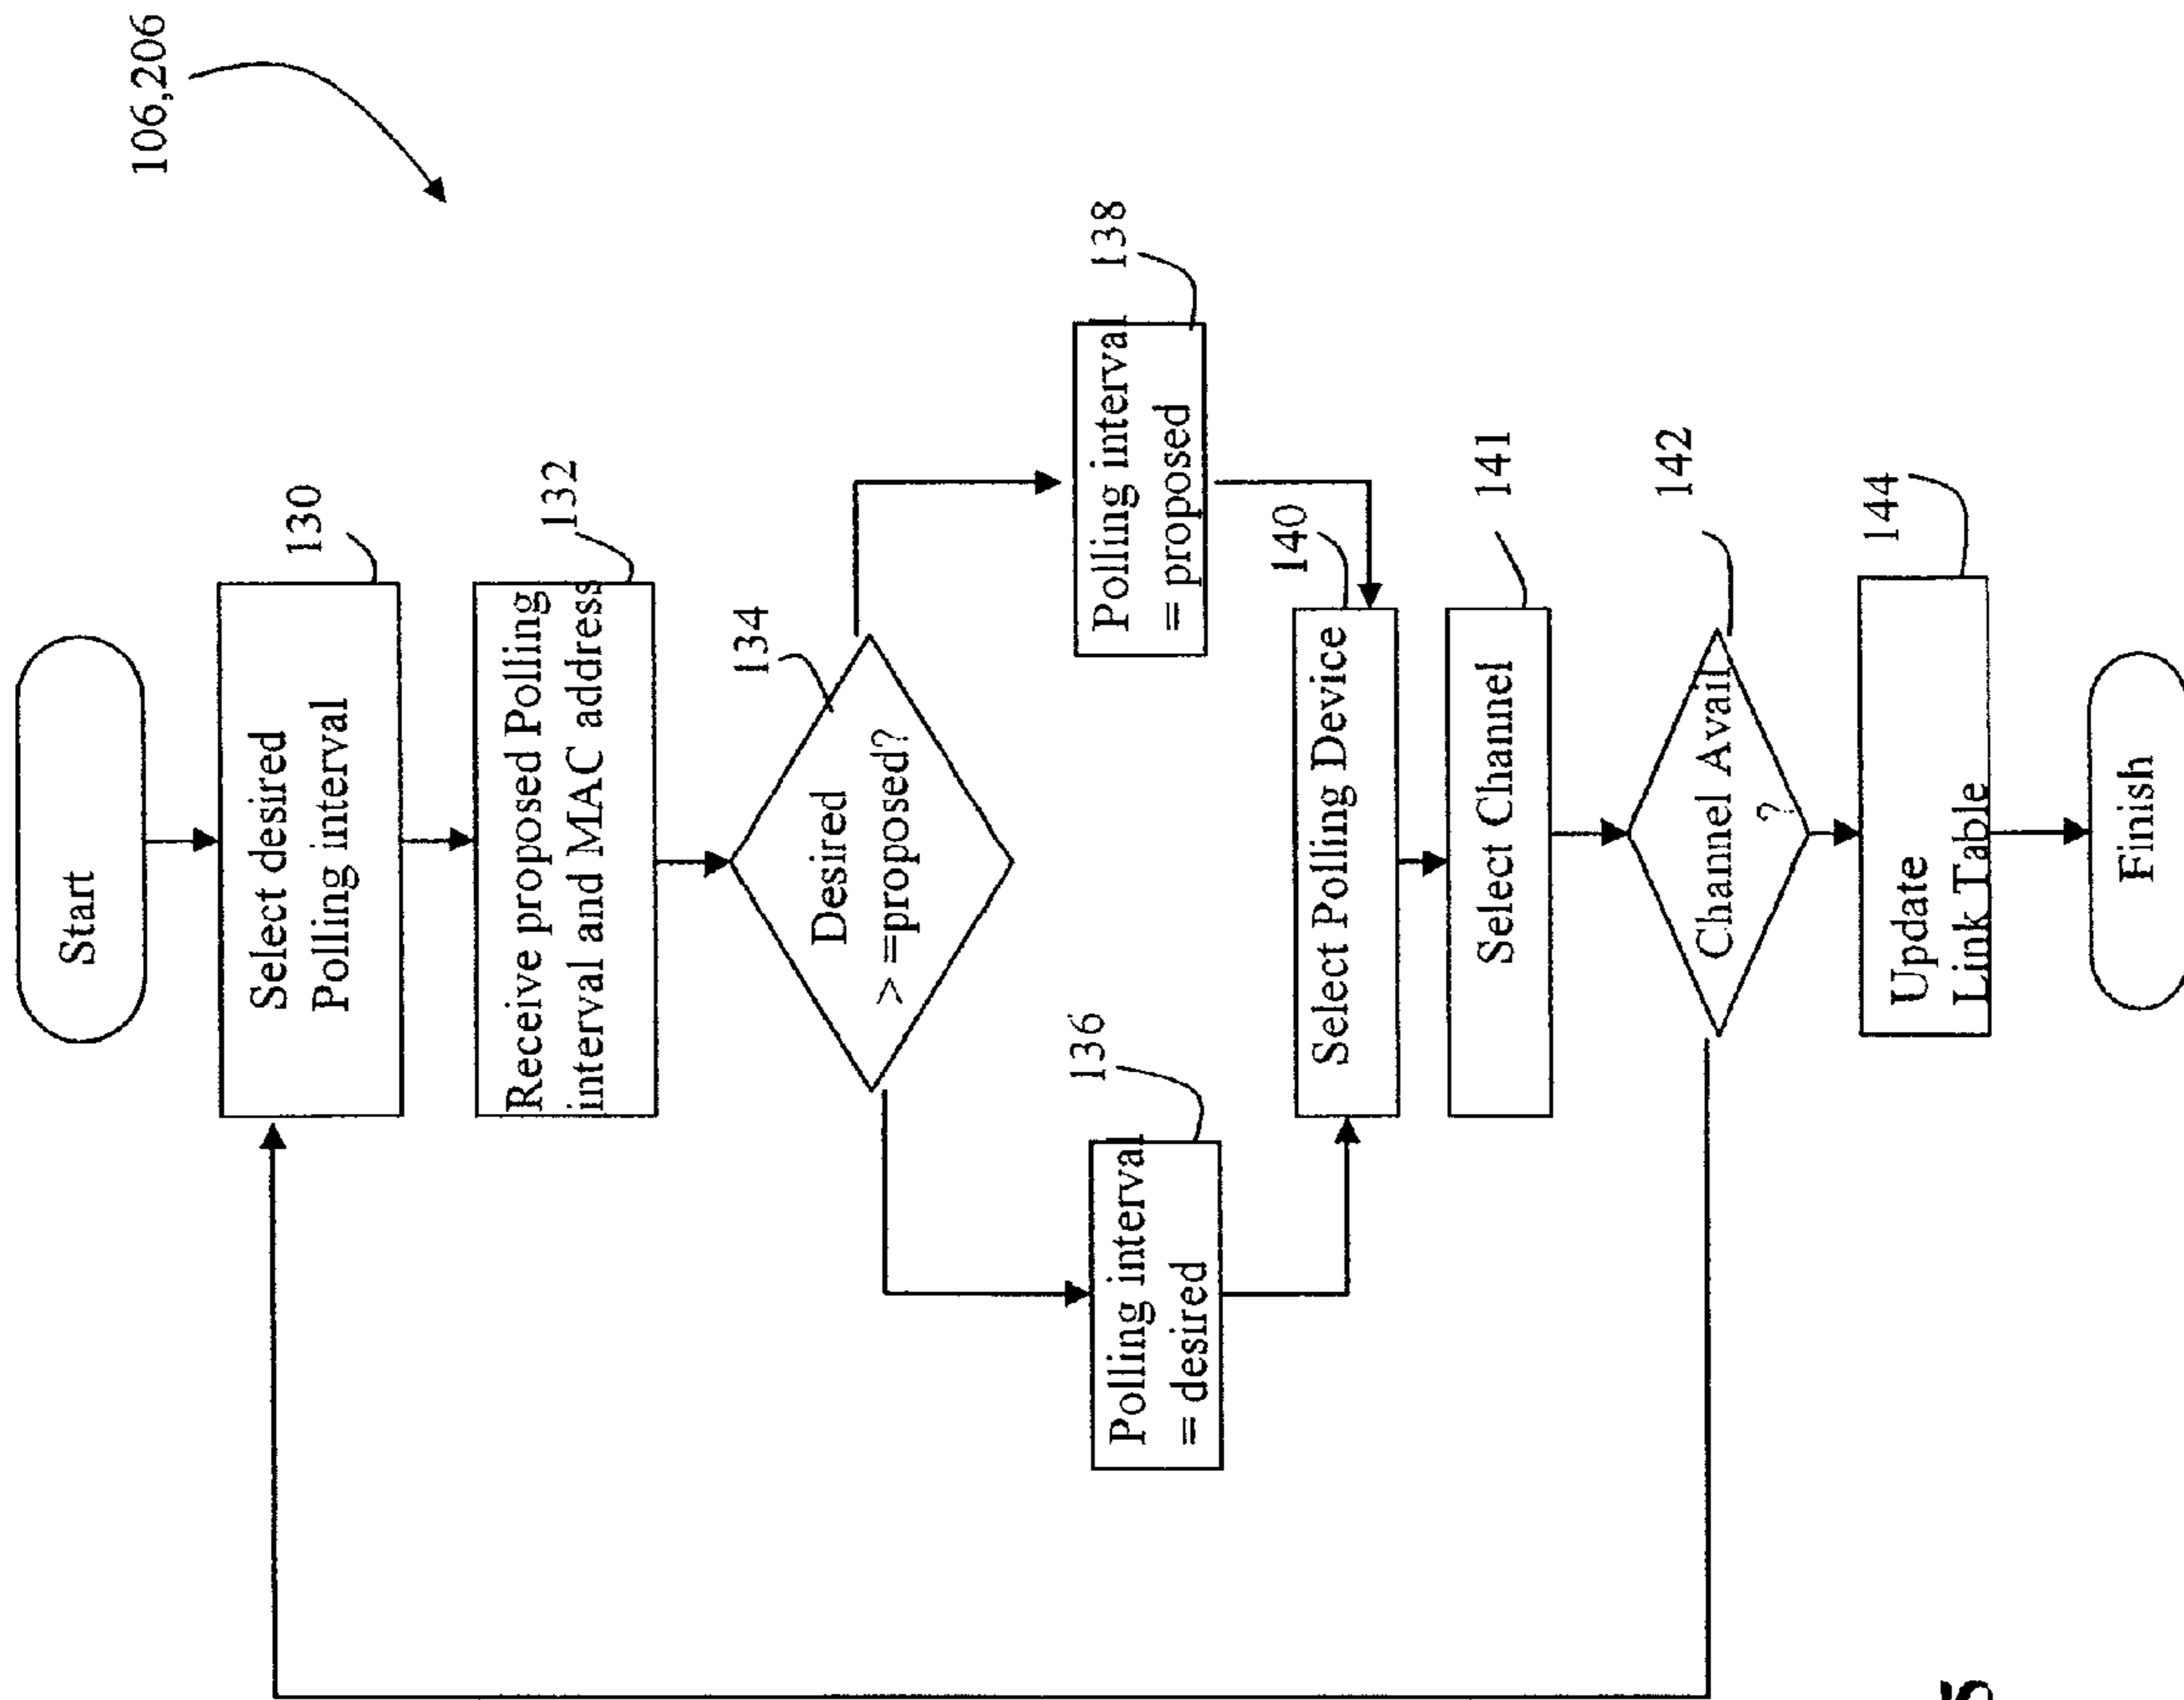 106,206
Start
Select desired
Polling interval
130
Receive proposed Polling
interval and MAC address
132
134
Desired
> =proposed?
136
Polling interval
= desired
138
Polling interval
= proposed
140
Select Polling Device
141
Select Channel
142
Channel Avail
?
144
Update
Link Table
Finish
5